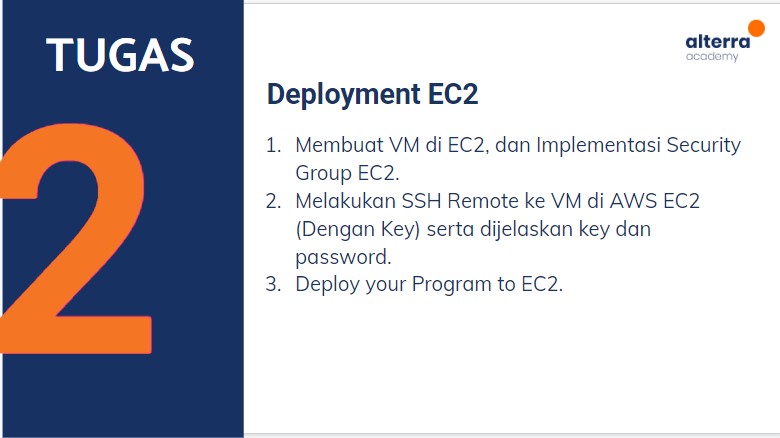 TUGAS
2
alterra
academy
Deployment EC2
1. Membuat VM di EC2, dan Implementasi Security
Group EC2.
2. Melakukan SSH Remote ke VM di AWS EC2
(Dengan Key) serta dijelaskan key dan
password.
3. Deploy your Program to EC2.